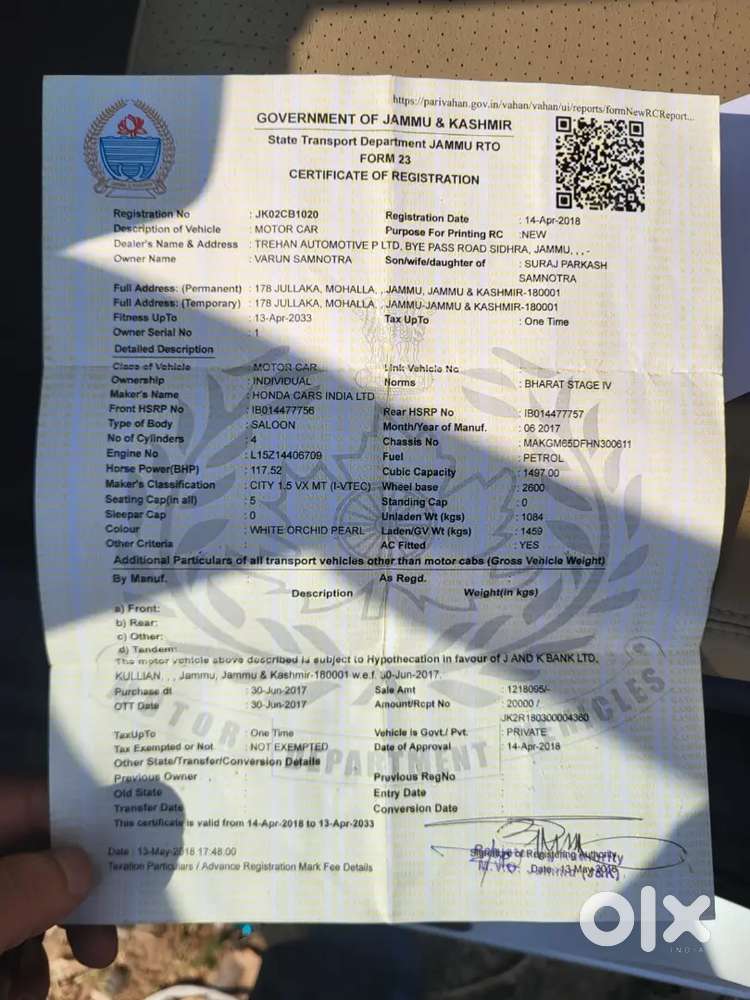 https://parivahan.gov.in/vahan/vahan/ui/reports/formNewRCReport...
GOVERNMENT OF JAMMU & KASHMIR
State Transport Department JAMMU RTO
FORM 23
CERTIFICATE OF REGISTRATION
Registration No : JK02CB1020 Registration Date : 14-Apr-2018
Description of Vehicle : MOTOR CAR Purpose For Printing RC :NEW
Dealer's Name & Address : TREHAN AUTOMOTIVE P LTD, BYE PASS ROAD SIDHRA, JAMMU, , , -
Owner Name : VARUN SAMNOTRA Son/wife/daughter of : SURAJ PARKASH
SAMNOTRA
Full Address: (Permanent) : 178 JULLAKA, MOHALLA, , JAMMU, JAMMU & KASHMIR-180001
Full Address: (Temporary) : 178 JULLAKA, MOHALLA, , JAMMU-JAMMU & KASHMIR-180001
Fitness UpTo : 13-Apr-2033 Tax UpTo : One Time
Owner Serial No : 1
Detailed Description
Class of Vehicle : MOTOR CAR Link Vehicle No
Ownership : INDIVIDUAL Norms : BHARAT STAGE IV
Maker's Name : HONDA CARS INDIA LTD
Front HSRP No : IB014477756 Rear HSRP No : IB014477757
Type of Body : SALOON Month/Year of Manuf. : 06 2017
No of Cylinders : 4 Chassis No : MAKGM65DFHN300611
Engine No : L15Z14406709 Fuel : PETROL
Horse Power(BHP) : 117.52 Cubic Capacity : 1497.00
Maker's Classification : CITY 1.5 VX MT (I-VTEC) Wheel base : 2600
Seating Cap(in all) : 5 Standing Cap : 0
Sleepar Cap : 0 Unladen Wt (kgs) : 1084
Colour : WHITE ORCHID PEARL Laden/GV Wt (kgs) : 1459
Other Criteria : AC Fitted : YES
Additional Particulars of all transport vehicles other than motor cabs (Gross Vehicle Weight)
By Manuf. As Regd.
Description Weight(in kgs)
a) Front:
b) Rear:
c) Other:
d) Tandem:
The motor vehicle above described is subject to Hypothecation in favour of J AND K BANK LTD,
KULLIAN, , , Jammu, Jammu & Kashmir-180001 w.e.f. 30-Jun-2017.
Purchase dt : 30-Jun-2017 Sale Amt : 1218095/-
OTT Date : 30-Jun-2017 Amount/Rcpt No : 20000 /
JK2R180300004360
TaxUpTo : One Time Vehicle is Govt./ Pvt. : PRIVATE
Tax Exempted or Not : NOT EXEMPTED Date of Approval : 14-Apr-2018
Other State/Transfer/Conversion Details
Previous Owner : Previous RegNo
Old State : Entry Date
Transfer Date : Conversion Date
This certificate is valid from 14-Apr-2018 to 13-Apr-2033
Date : 13-May-2018 17:48:00 Signature of Registering Authority
Taxation Particulars / Advance Registration Mark Fee Details Date : 13-May-2018
MOTOR VEHICLES DEPARTMENT
olx
INDIA